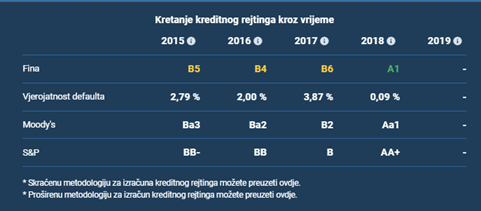 Kretanje kreditnog rejtinga kroz vrijeme
2015 2016 2017 2018 2019
Fina B5 B4 B6 A1 -
Vjerojatnost defaulta 2,79 % 2,00 % 3,87 % 0,09 % -
Moody's Ba3 Ba2 B2 Aa1 -
S&P BB- BB B AA+ -
* Skraćenu metodologiju za izračuna kreditnog rejtinga možete preuzeti ovdje.
* Proširenu metodologiju za izračun kreditnog rejtinga možete preuzeti ovdje.